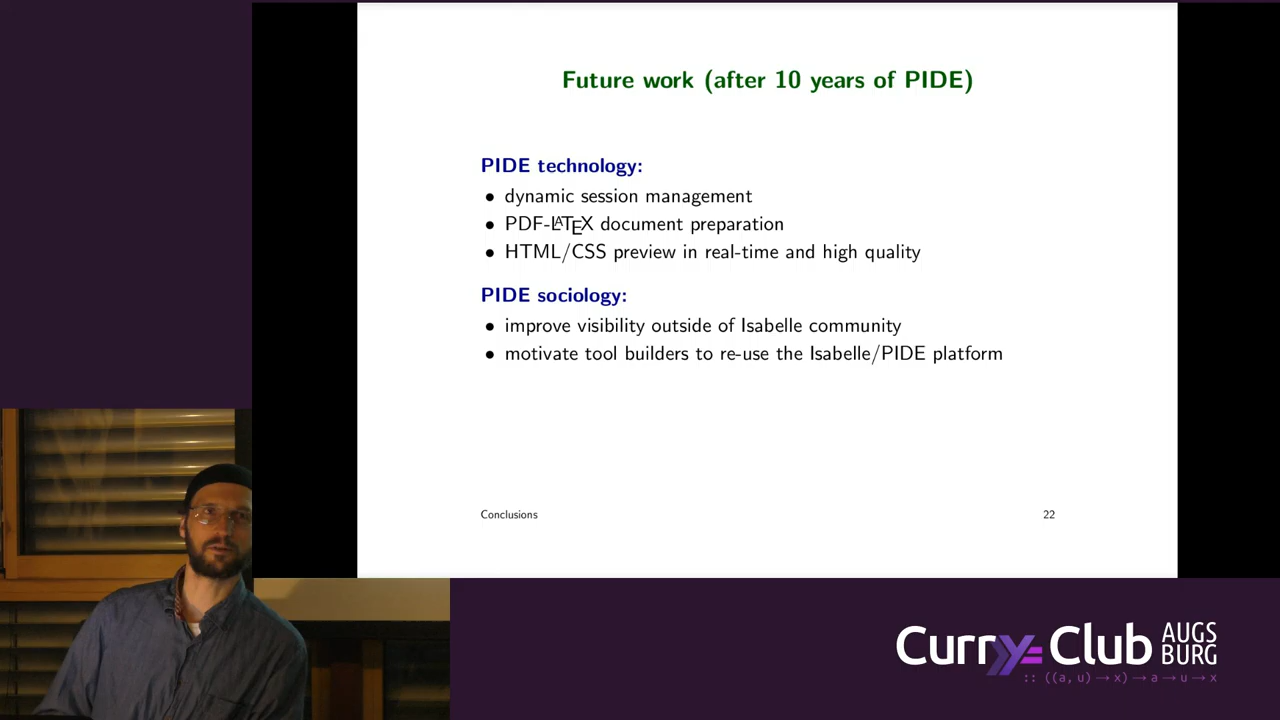 Future work (after 10 years of PIDE)
PIDE technology:
• dynamic session management
• PDF-LATEX document preparation
• HTML/CSS preview in real-time and high quality
PIDE sociology:
• improve visibility outside of Isabelle community
• motivate tool builders to re-use the Isabelle/PIDE platform
Conclusions 22
Curry Club AUGS
BURG
:: ((a, u) → x) → a → u → x